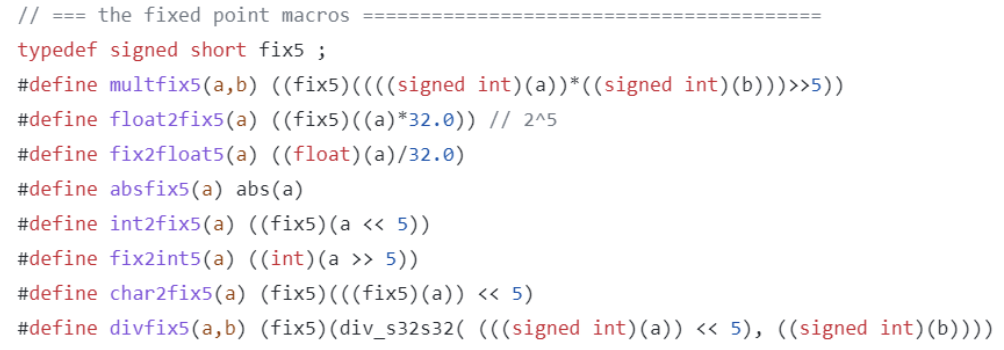 // === the fixed point macros ========================================
typedef signed short fix5 ;
#define multfix5(a,b) ((fix5)((((signed int)(a))*((signed int)(b)))>>5))
#define float2fix5(a) ((fix5)((a)*32.0)) // 2^5
#define fix2float5(a) ((float)(a)/32.0)
#define absfix5(a) abs(a)
#define int2fix5(a) ((fix5)(a << 5))
#define fix2int5(a) ((int)(a >> 5))
#define char2fix5(a) (fix5)(((fix5)(a)) << 5)
#define divfix5(a,b) (fix5)(div_s32s32( (((signed int)(a)) << 5), ((signed int)(b))))